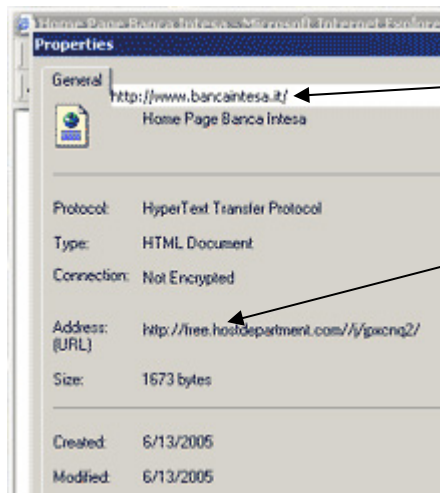 Home Page Banca Intesa - Microsoft Internet Explore
Properties
General
http://www.bancaintesa.it/
Home Page Banca Intesa
Protocol: HyperText Transfer Protocol
Type: HTML Document
Connection: Not Encrypted
Address: http://free.hostdepartment.com//j/jpxcnq2/
(URL)
Size: 1673 bytes
Created: 6/13/2005
Modified: 6/13/2005